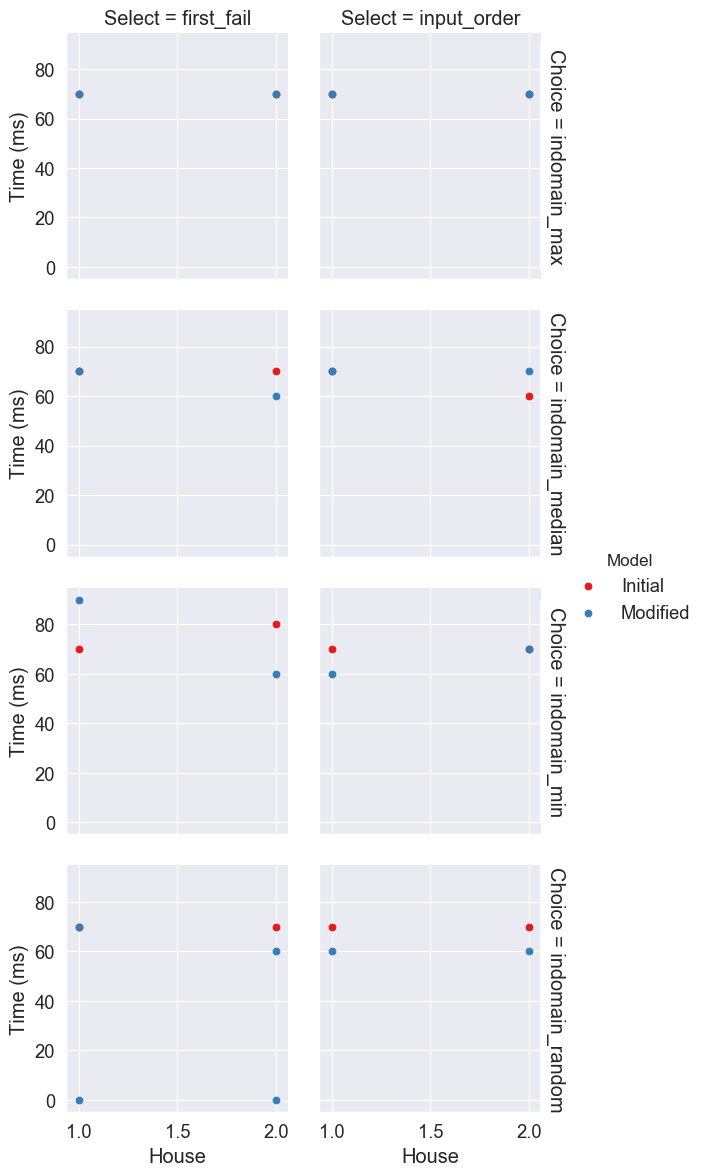 Select = first_fail
Select = input_order
80
60
40
20
0
Time (ms)
Choice = indomain_max
80
60
40
20
0
Time (ms)
Choice = indomain_median
Model
Initial
Modified
80
60
40
20
0
Time (ms)
Choice = indomain_min
80
60
40
20
0
Time (ms)
Choice = indomain_random
1.0 1.5 2.0
House
1.0 1.5 2.0
House